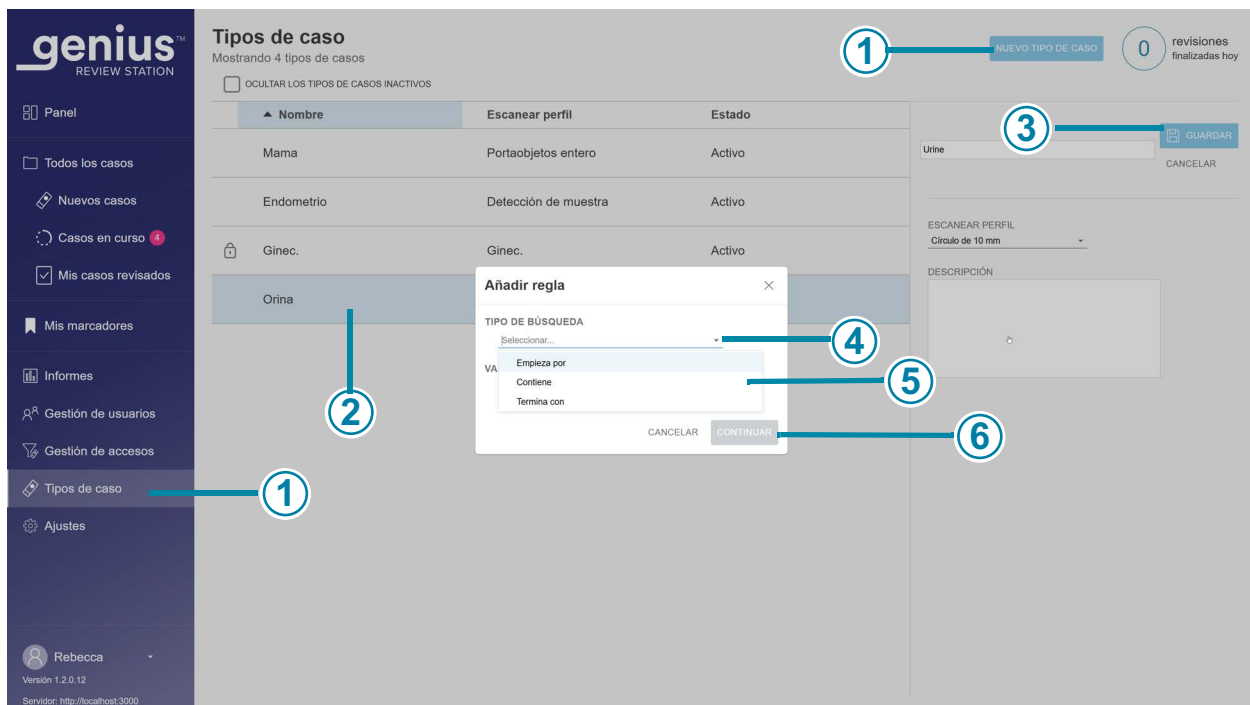 genius™
REVIEW STATION
Panel
Todos los casos
Nuevos casos
Casos en curso 4
Mis casos revisados
Mis marcadores
Informes
Gestión de usuarios
Gestión de accesos
Tipos de caso
Ajustes
Rebecca
Versión 1.2.0.12
Servidor: http://localhost:3000
Tipos de caso
Mostrando 4 tipos de casos
OCULTAR LOS TIPOS DE CASOS INACTIVOS
1
NUEVO TIPO DE CASO
0 revisiones
finalizadas hoy
Nombre Escanear perfil Estado
Mama Portaobjetos entero Activo
Endometrio Detección de muestra Activo
Ginec. Ginec. Activo
Orina
2
1
Añadir regla
TIPO DE BÚSQUEDA
Seleccionar...
VA
Empieza por
Contiene
Termina con
CANCELAR CONTINUAR
4
5
6
3
GUARDAR
Urine
CANCELAR
ESCANEAR PERFIL
Círculo de 10 mm
DESCRIPCIÓN